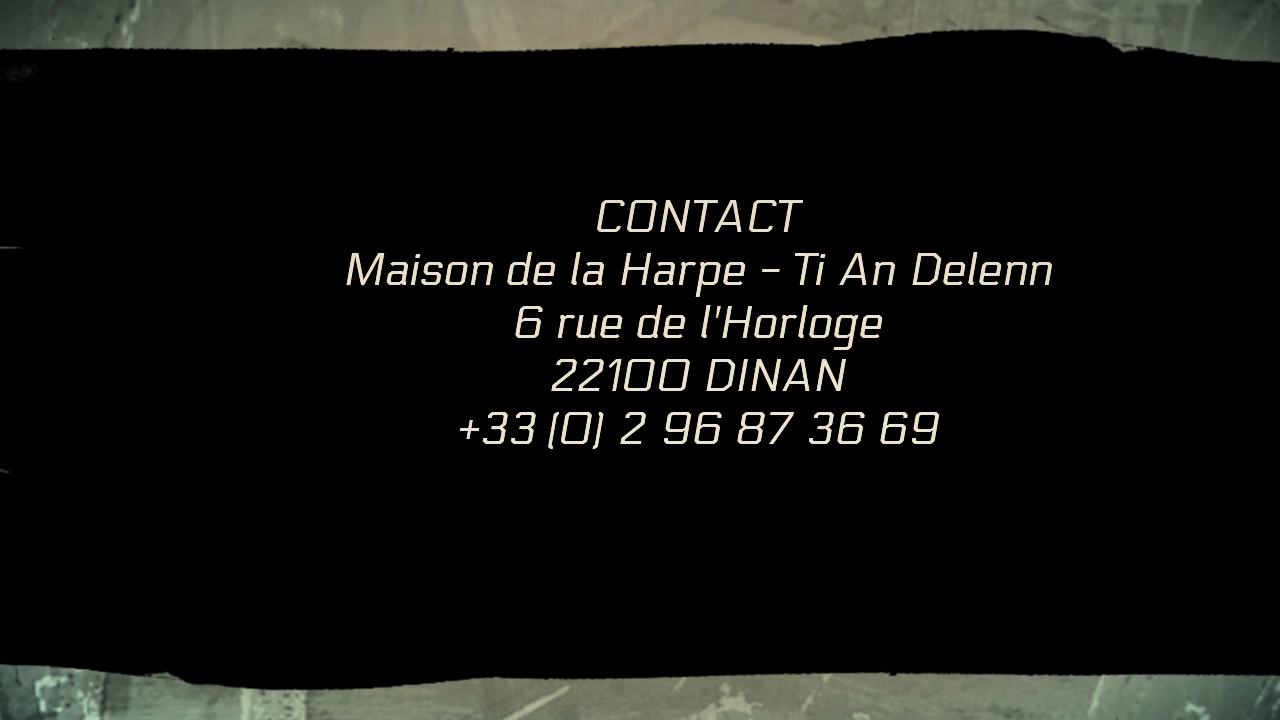 CONTACT
Maison de la Harpe - Ti An Delenn
6 rue de l'Horloge
22100 DINAN
+33 (0) 2 96 87 36 69